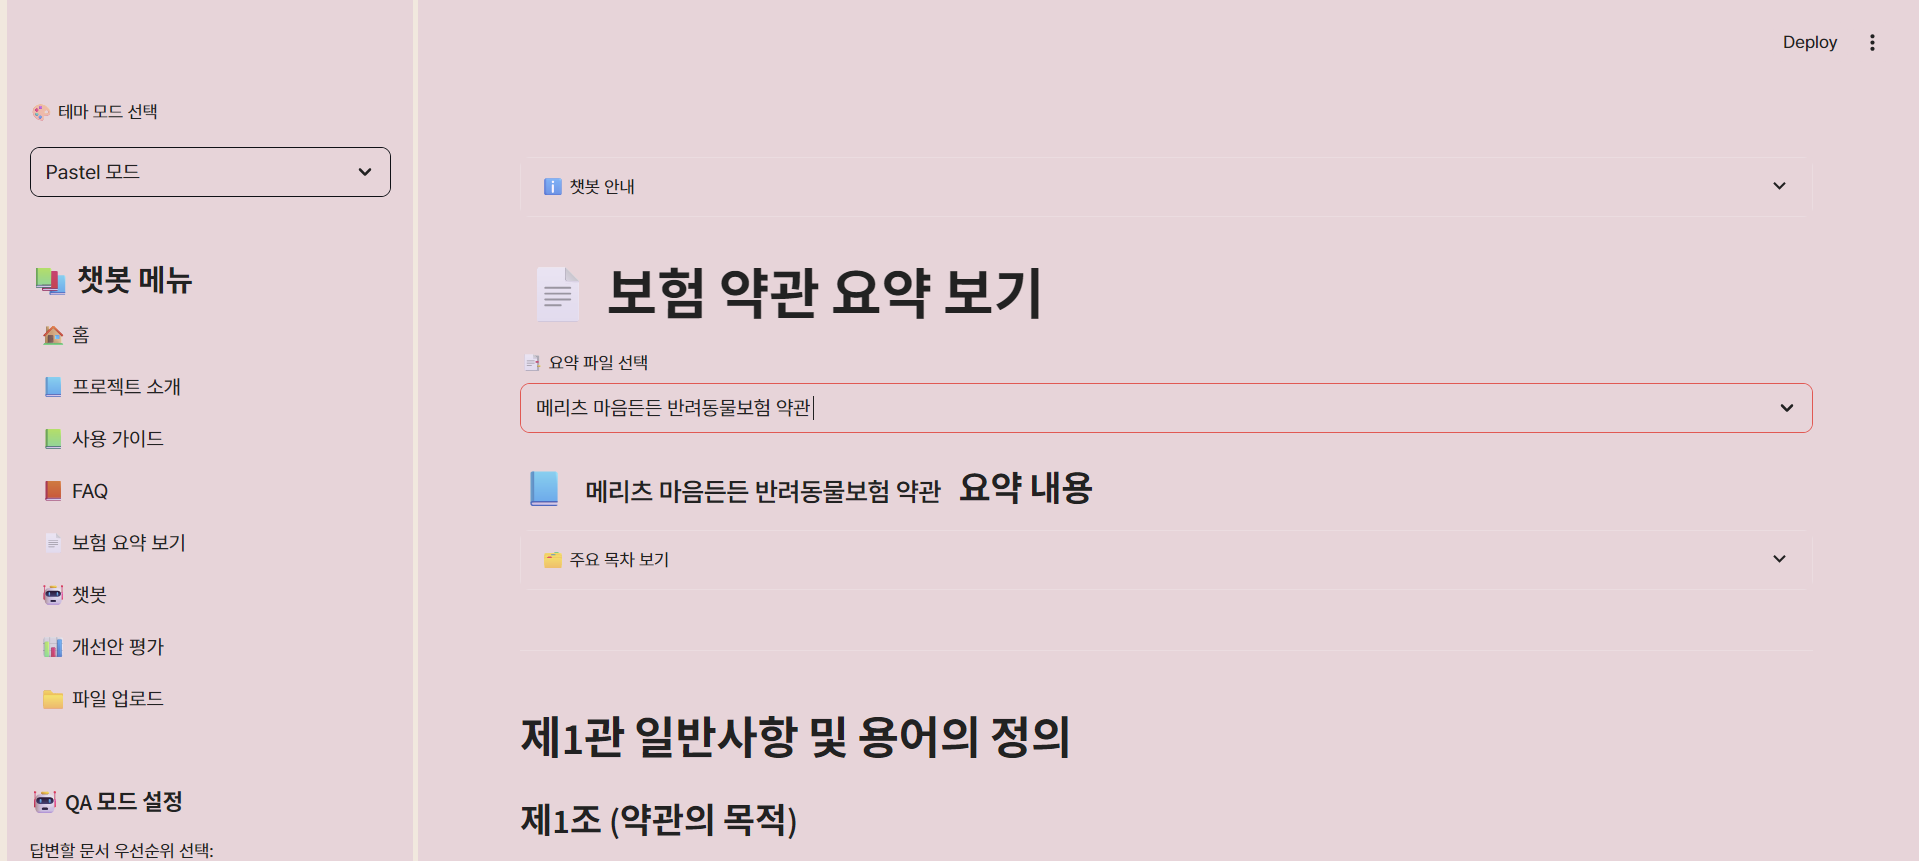 Deploy
테마 모드 선택
Pastel 모드
챗봇 메뉴
홈
프로젝트 소개
사용 가이드
FAQ
보험 요약 보기
챗봇
개선안 평가
파일 업로드
QA 모드 설정
답변할 문서 우선순위 선택:
챗봇 안내
보험 약관 요약 보기
요약 파일 선택
메리츠 마음든든 반려동물보험 약관
메리츠 마음든든 반려동물보험 약관 요약 내용
주요 목차 보기
제1관 일반사항 및 용어의 정의
제1조 (약관의 목적)